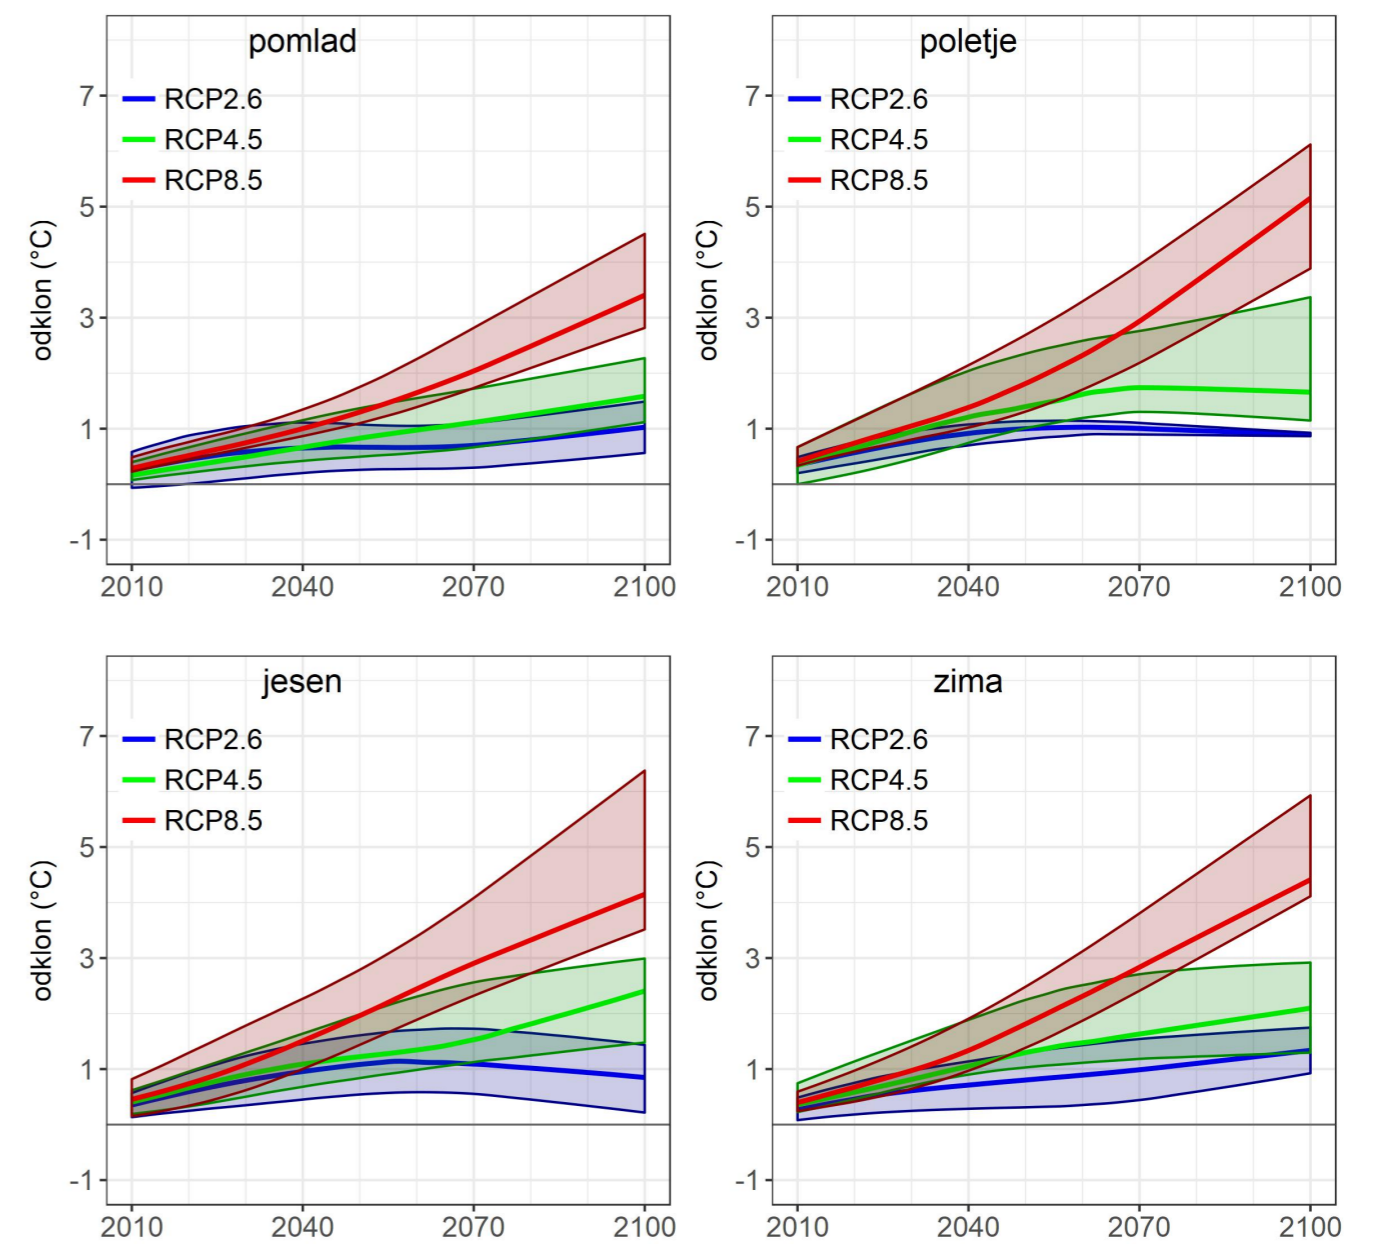 pomlad
RCP2.6
RCP4.5
RCP8.5
odklon (°C)
7
5
3
1
-1
2010 2040 2070 2100
poletje
RCP2.6
RCP4.5
RCP8.5
odklon (°C)
7
5
3
1
-1
2010 2040 2070 2100
jesen
RCP2.6
RCP4.5
RCP8.5
odklon (°C)
7
5
3
1
-1
2010 2040 2070 2100
zima
RCP2.6
RCP4.5
RCP8.5
odklon (°C)
7
5
3
1
-1
2010 2040 2070 2100